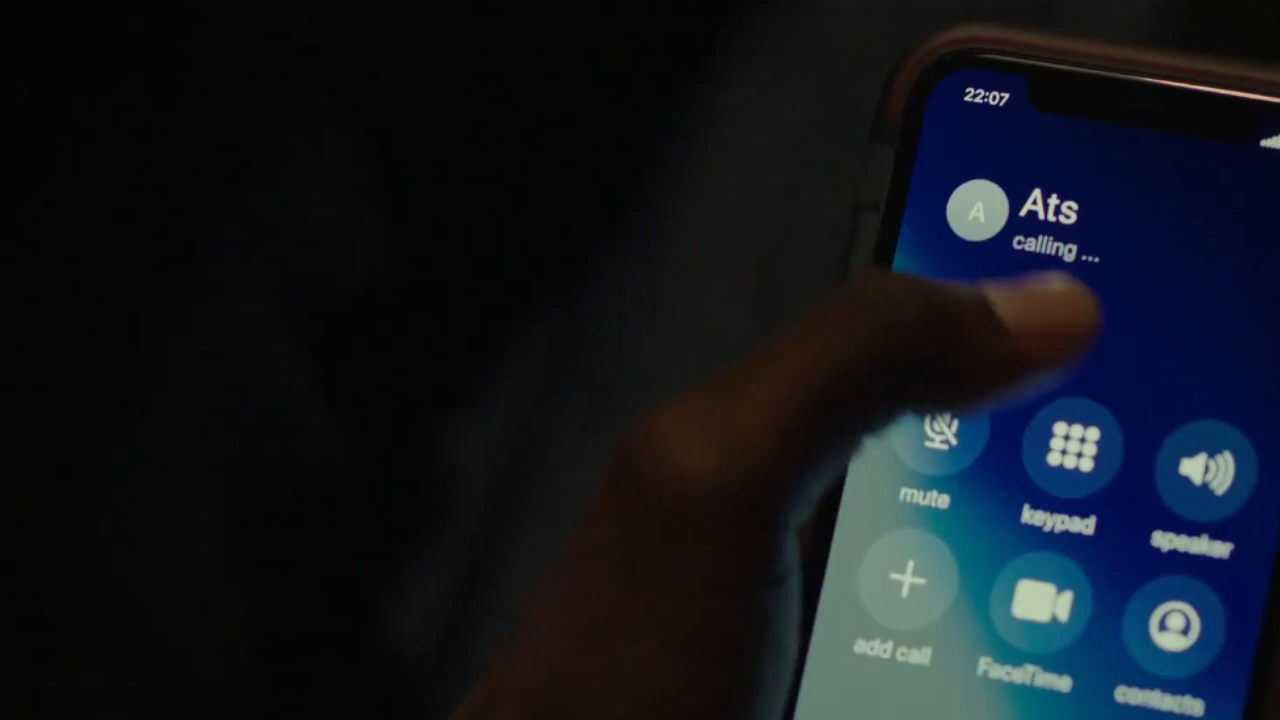 22:07
A
Ats
calling ...
mute
keypad
speaker
add call
FaceTime
contacts